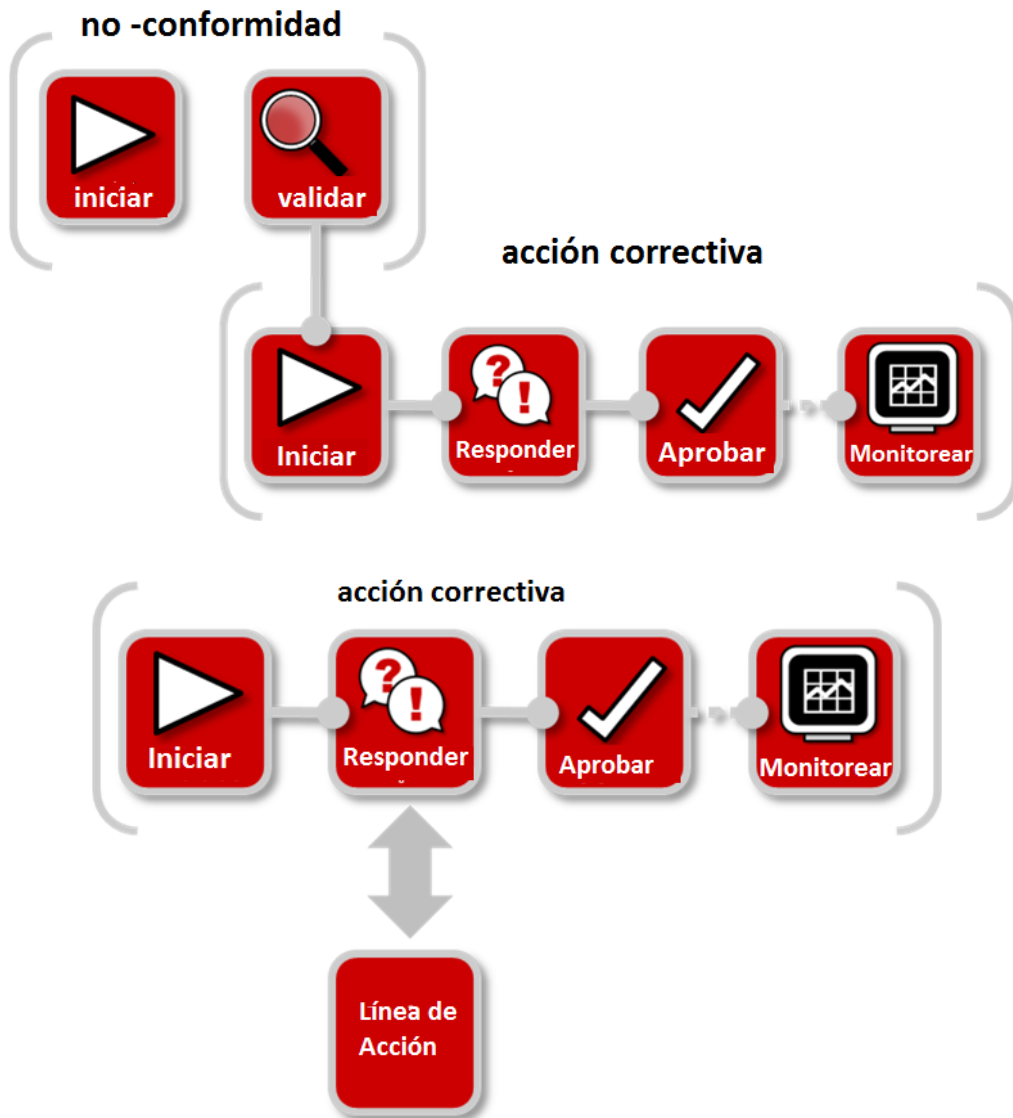 no -conformidad
iniciar
validar
acción correctiva
Iniciar
Responder
Aprobar
Monitorear
acción correctiva
Iniciar
Responder
Aprobar
Monitorear
Línea de
Acción